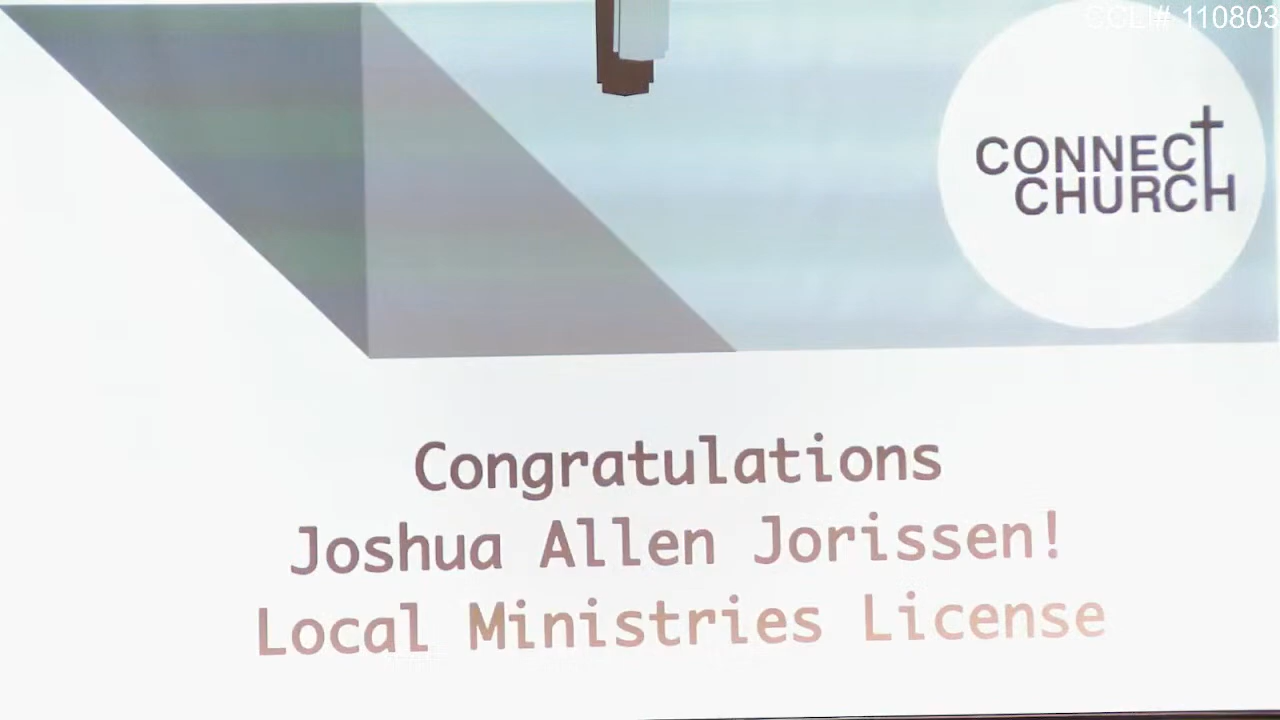 CCLI# 110803
CONNECT
CHURCH
Congratulations
Joshua Allen Jorissen!
Local Ministries License